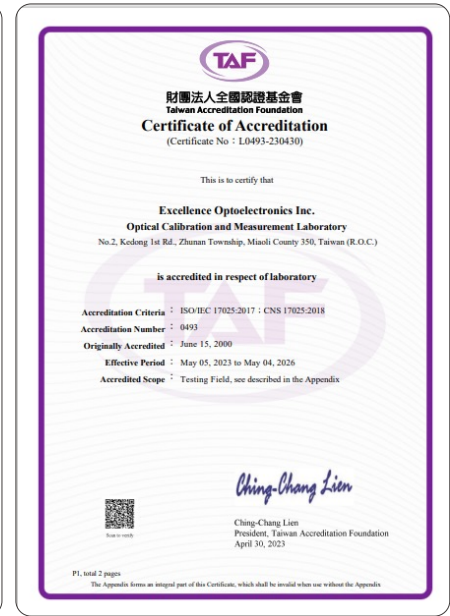 TAF
財團法人全國認證基金會
Taiwan Accreditation Foundation
Certificate of Accreditation
(Certificate No：L0493-230430)
This is to certify that
Excellence Optoelectronics Inc.
Optical Calibration and Measurement Laboratory
No.2, Kedong 1st Rd., Zhunan Township, Miaoli County 350, Taiwan (R.O.C.)
is accredited in respect of laboratory
Accreditation Criteria : ISO/IEC 17025:2017；CNS 17025:2018
Accreditation Number : 0493
Originally Accredited : June 15, 2000
Effective Period : May 05, 2023 to May 04, 2026
Accredited Scope : Testing Field, see described in the Appendix
Ching-Chang Lien
Scan to verify
Ching-Chang Lien
President, Taiwan Accreditation Foundation
April 30, 2023
P1, total 2 pages
The Appendix forms an integral part of this Certificate, which shall be invalid when use without the Appendix